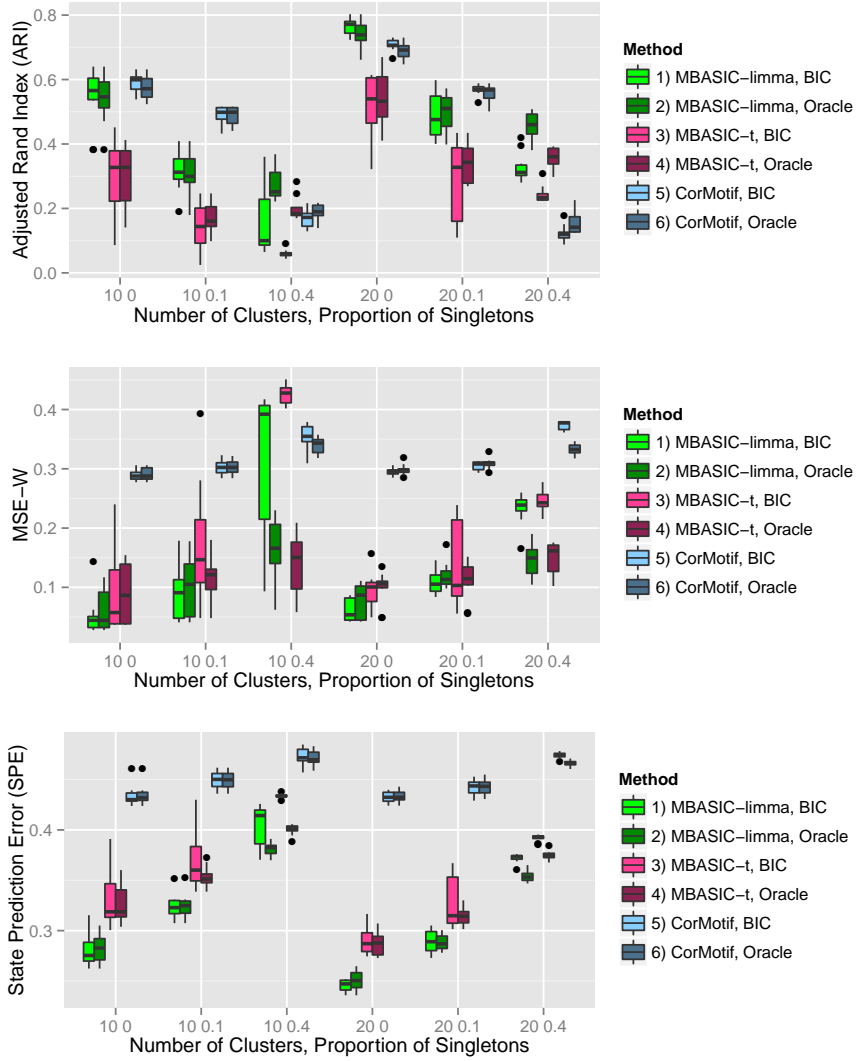 Adjusted Rand Index (ARI)
0.8
0.6
0.4
0.2
0.0
10 0
10 0.1
10 0.4
20 0
20 0.1
20 0.4
Number of Clusters, Proportion of Singletons
Method
1) MBASIC−limma, BIC
2) MBASIC−limma, Oracle
3) MBASIC−t, BIC
4) MBASIC−t, Oracle
5) CorMotif, BIC
6) CorMotif, Oracle
MSE−W
0.4
0.3
0.2
0.1
10 0
10 0.1
10 0.4
20 0
20 0.1
20 0.4
Number of Clusters, Proportion of Singletons
Method
1) MBASIC−limma, BIC
2) MBASIC−limma, Oracle
3) MBASIC−t, BIC
4) MBASIC−t, Oracle
5) CorMotif, BIC
6) CorMotif, Oracle
State Prediction Error (SPE)
0.4
0.3
10 0
10 0.1
10 0.4
20 0
20 0.1
20 0.4
Number of Clusters, Proportion of Singletons
Method
1) MBASIC−limma, BIC
2) MBASIC−limma, Oracle
3) MBASIC−t, BIC
4) MBASIC−t, Oracle
5) CorMotif, BIC
6) CorMotif, Oracle